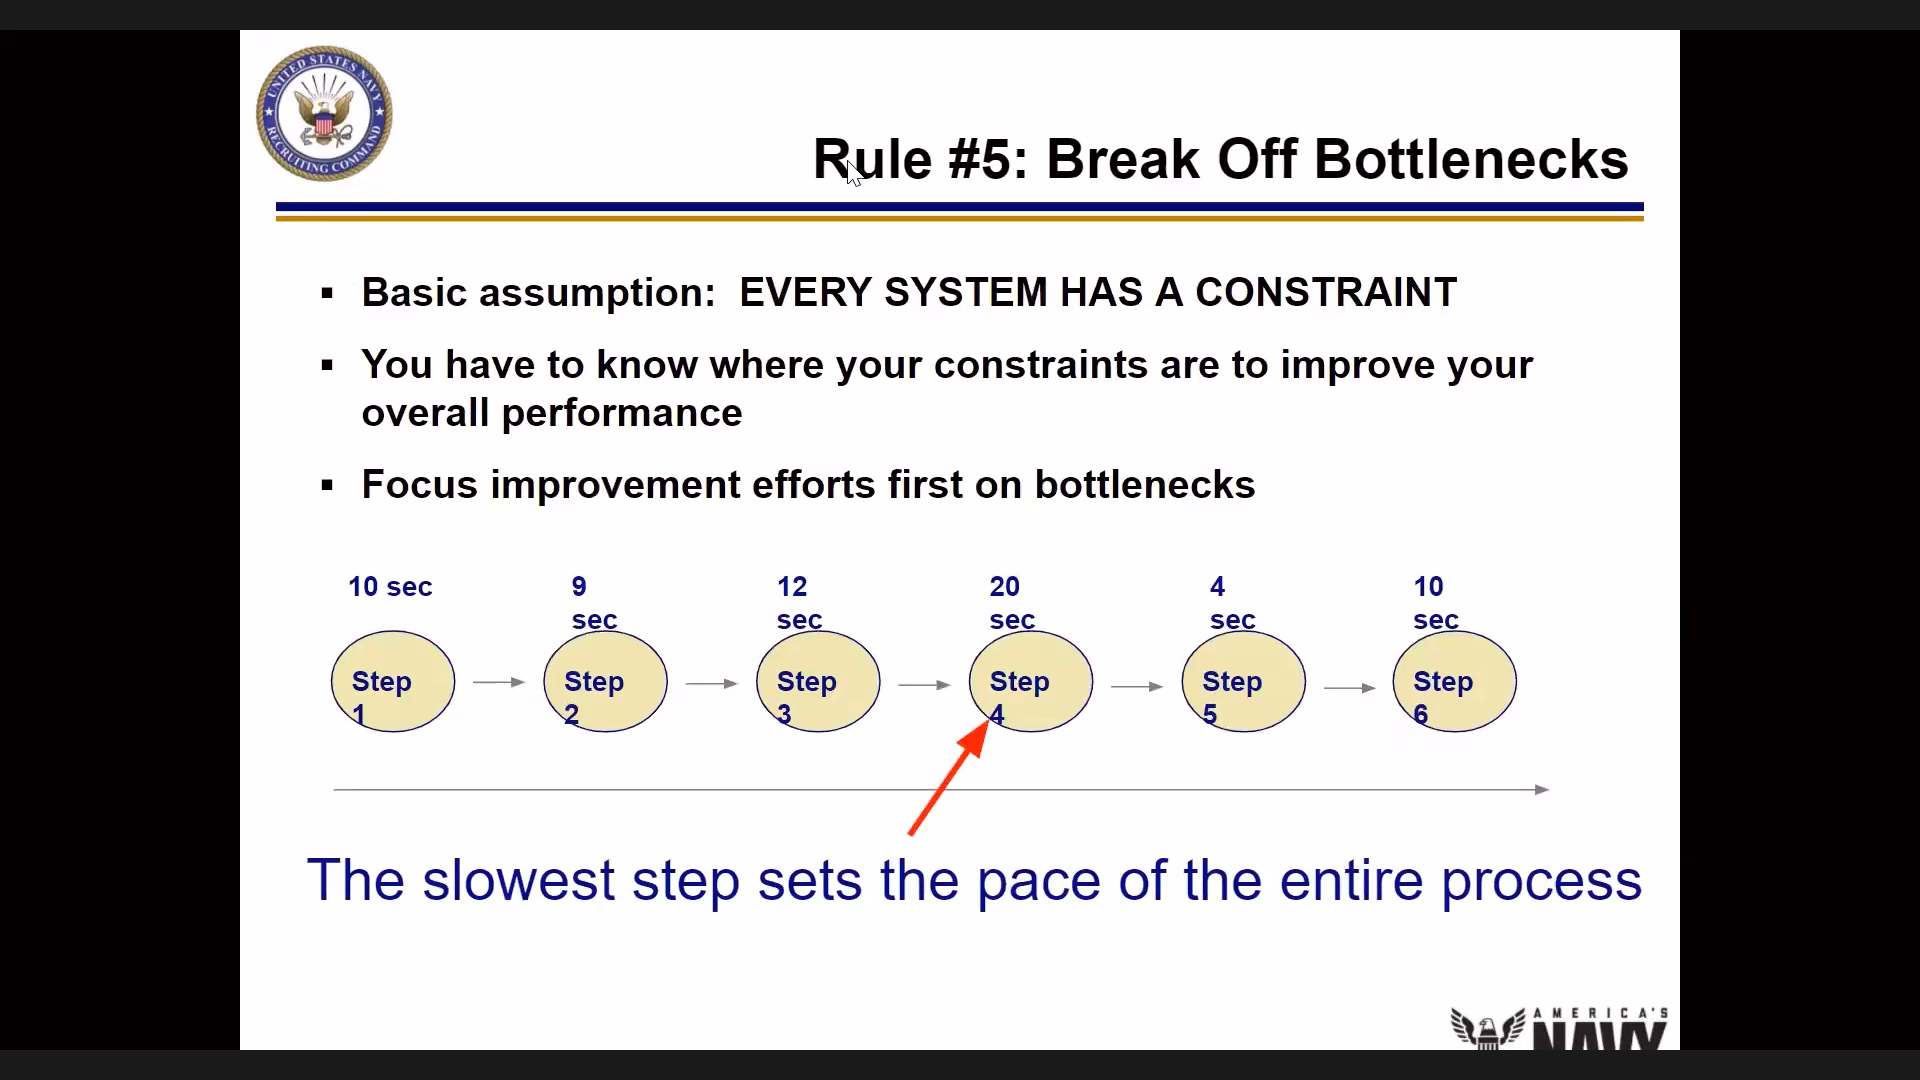 UNITED STATES NAVY
RECRUITING COMMAND
Rule #5: Break Off Bottlenecks
▪ Basic assumption:  EVERY SYSTEM HAS A CONSTRAINT
▪ You have to know where your constraints are to improve your
overall performance
▪ Focus improvement efforts first on bottlenecks
10 sec
9
sec
12
sec
20
sec
4
sec
10
sec
Step
1
Step
2
Step
3
Step
4
Step
5
Step
6
The slowest step sets the pace of the entire process
AMERICA'S
NAVY